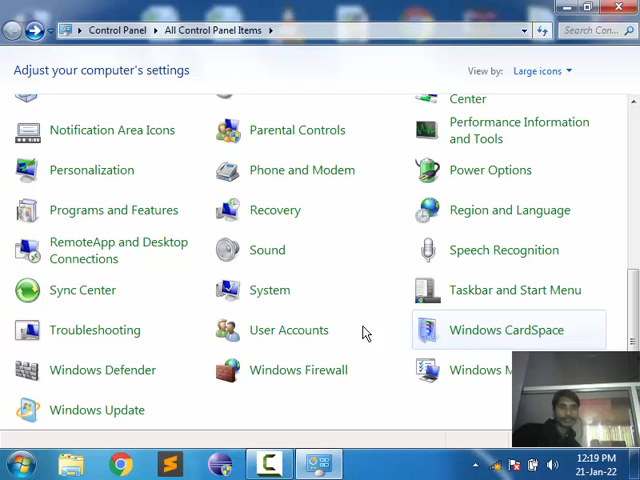 Control Panel
All Control Panel Items
Search Con...
Adjust your computer's settings
View by:
Large icons
Center
Notification Area Icons
Parental Controls
Performance Information
and Tools
Personalization
Phone and Modem
Power Options
Programs and Features
Recovery
Region and Language
RemoteApp and Desktop
Connections
Sound
Speech Recognition
Sync Center
System
Taskbar and Start Menu
Troubleshooting
User Accounts
Windows CardSpace
Windows Defender
Windows Firewall
Windows M
Windows Update
12:19 PM
21-Jan-22